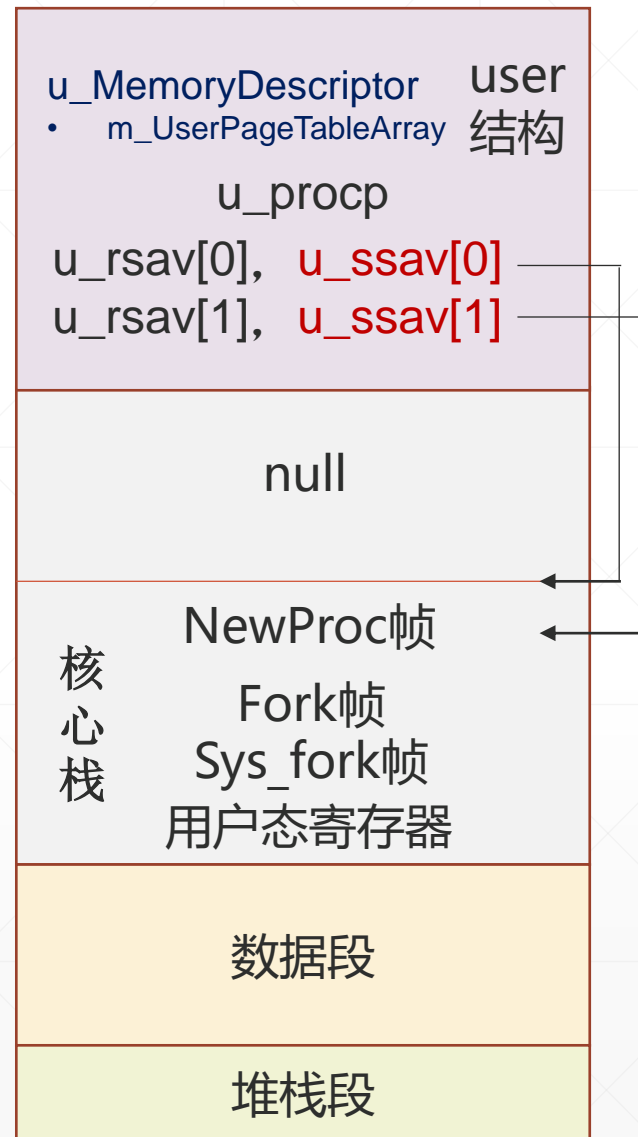 u_MemoryDescriptor
• m_UserPageTableArray
user
结构
u_procp
u_rsav[0]，u_ssav[0]
u_rsav[1]，u_ssav[1]
null
核心栈
NewProc帧
Fork帧
Sys_fork帧
用户态寄存器
数据段
堆栈段